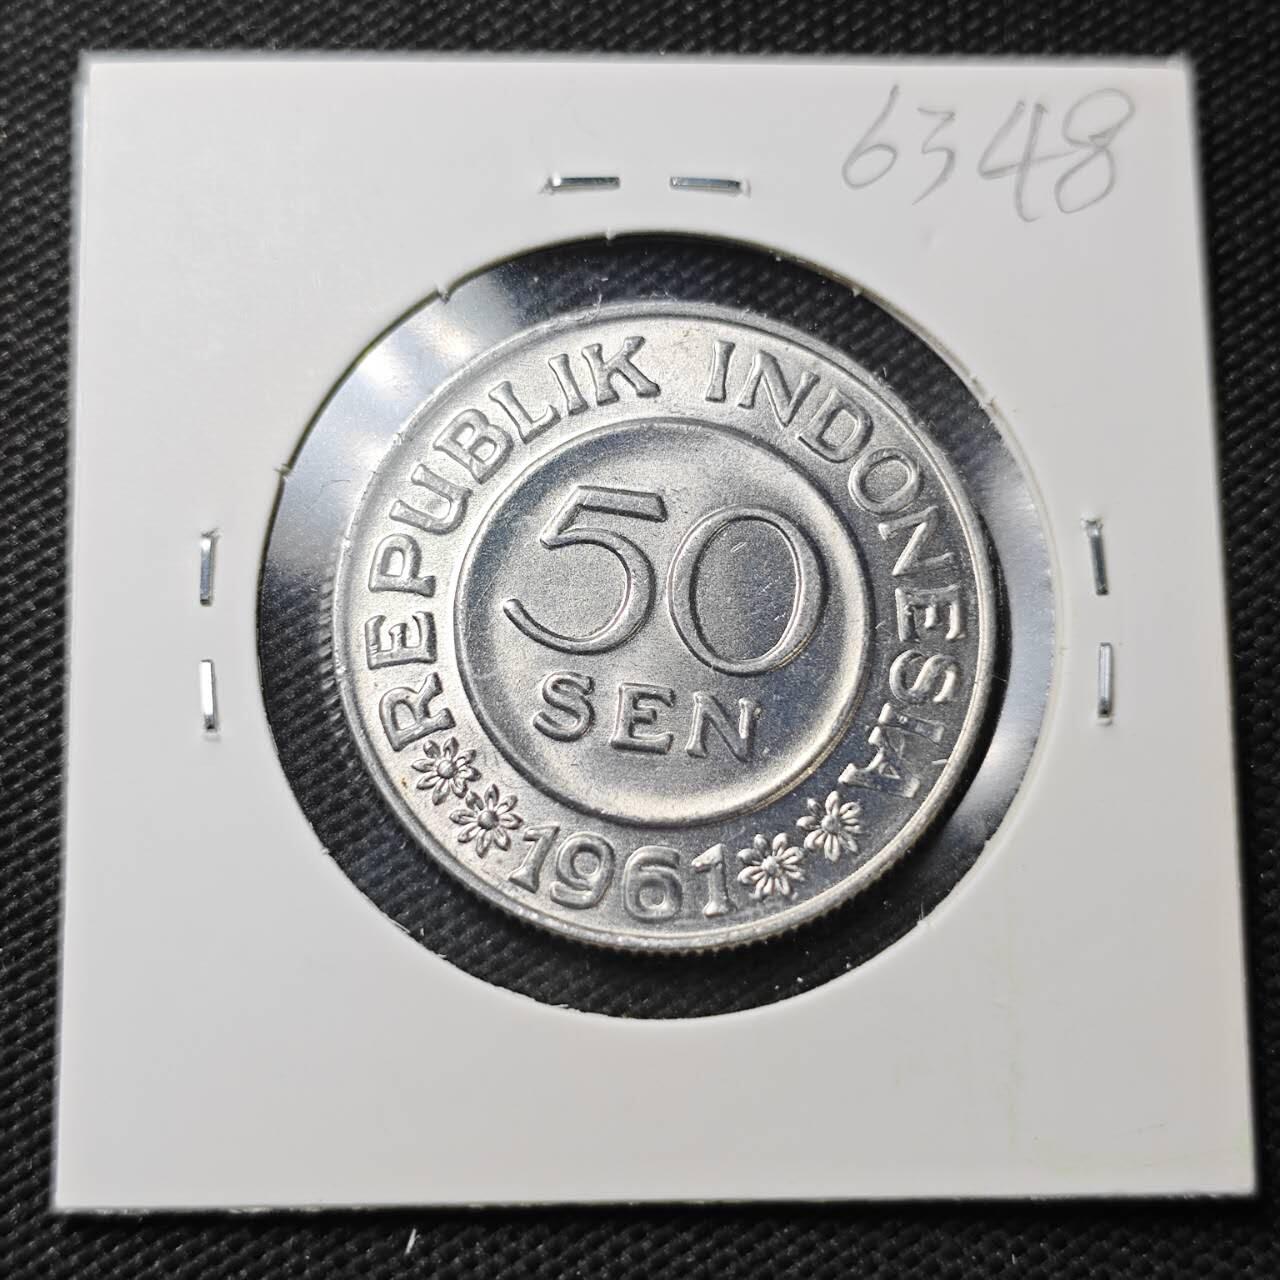 6348
REPUBLIK INDONESIA
50
SEN
1961